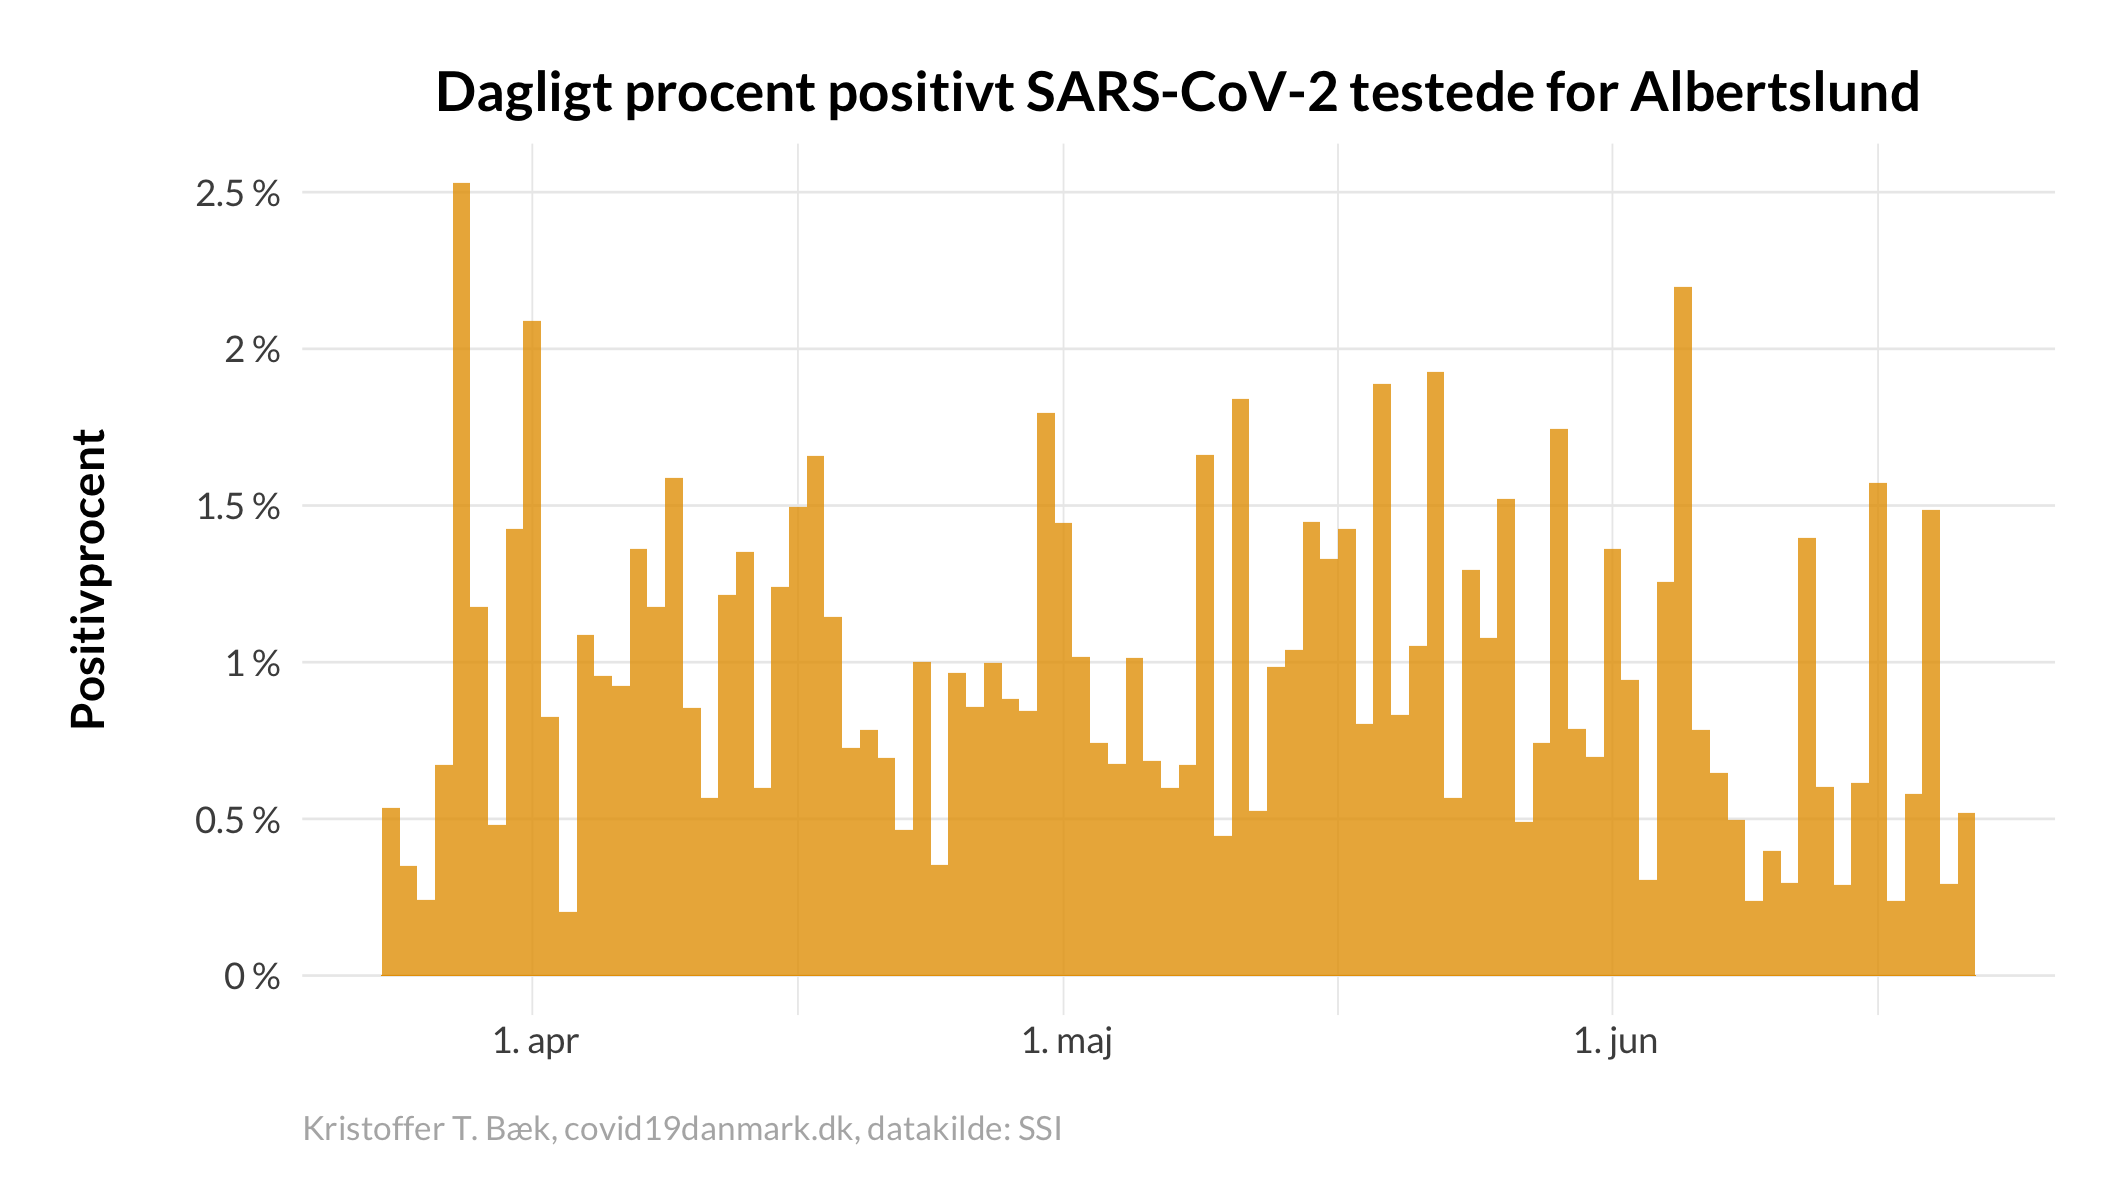 Dagligt procent positivt SARS-CoV-2 testede for Albertslund
Positivprocent
2.5 %
2 %
1.5 %
1 %
0.5 %
0 %
1. apr
1. maj
1. jun
Kristoffer T. Bæk, covid19danmark.dk, datakilde: SSI